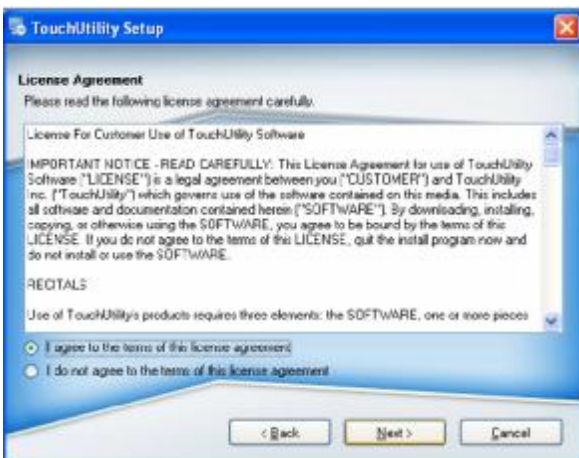 TouchUtility Setup
License Agreement
Please read the following license agreement carefully.
License For Customer Use of TouchUtility Software
IMPORTANT NOTICE - READ CAREFULLY: This License Agreement for use of TouchUtility
Software ("LICENSE") is a legal agreement between you ("CUSTOMER") and TouchUtility
Inc. ("TouchUtility") which governs use of the software contained on this media. This includes
all software and documentation contained herein ("SOFTWARE"). By downloading, installing,
copying, or otherwise using the SOFTWARE, you agree to be bound by the terms of this
LICENSE. If you do not agree to the terms of this LICENSE, quit the install program now and
do not install or use the SOFTWARE.
RECITALS
Use of TouchUtility's products requires three elements: the SOFTWARE, one or more pieces
I agree to the terms of this license agreement
I do not agree to the terms of this license agreement
< Back Next > Cancel